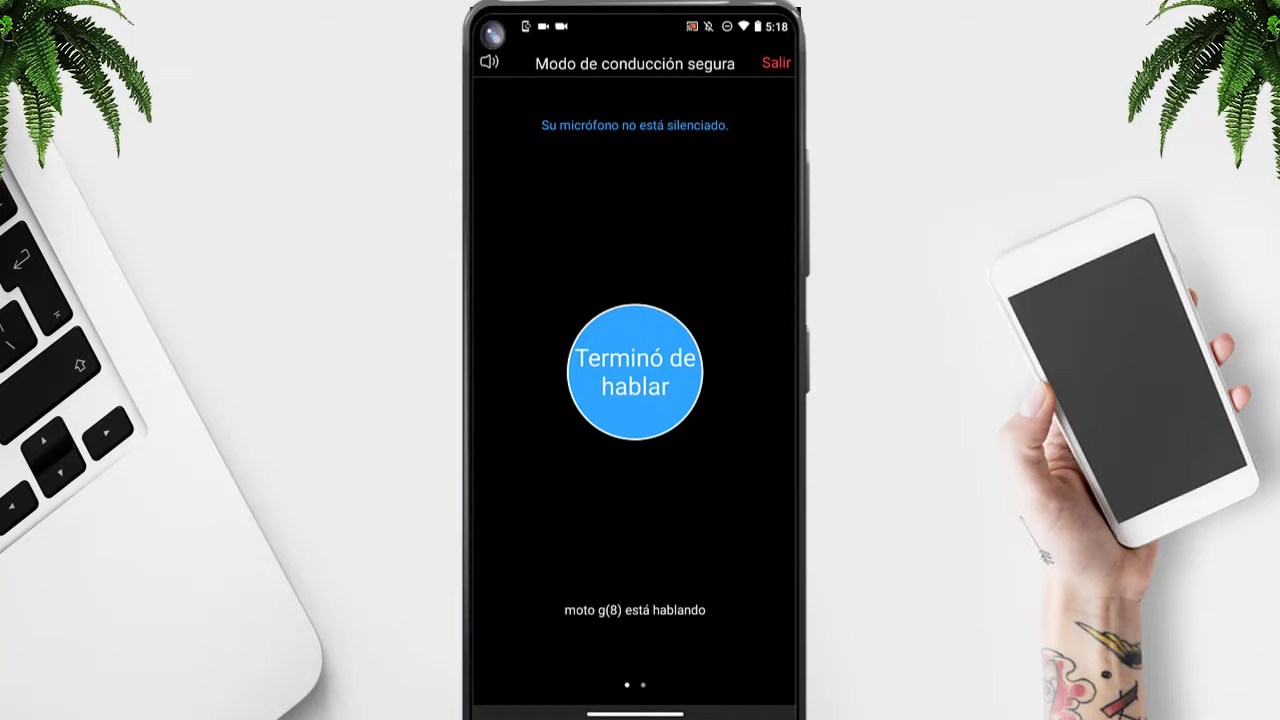 5:18
Modo de conducción segura
Salir
Su micrófono no está silenciado.
Terminó de
hablar
moto g(8) está hablando